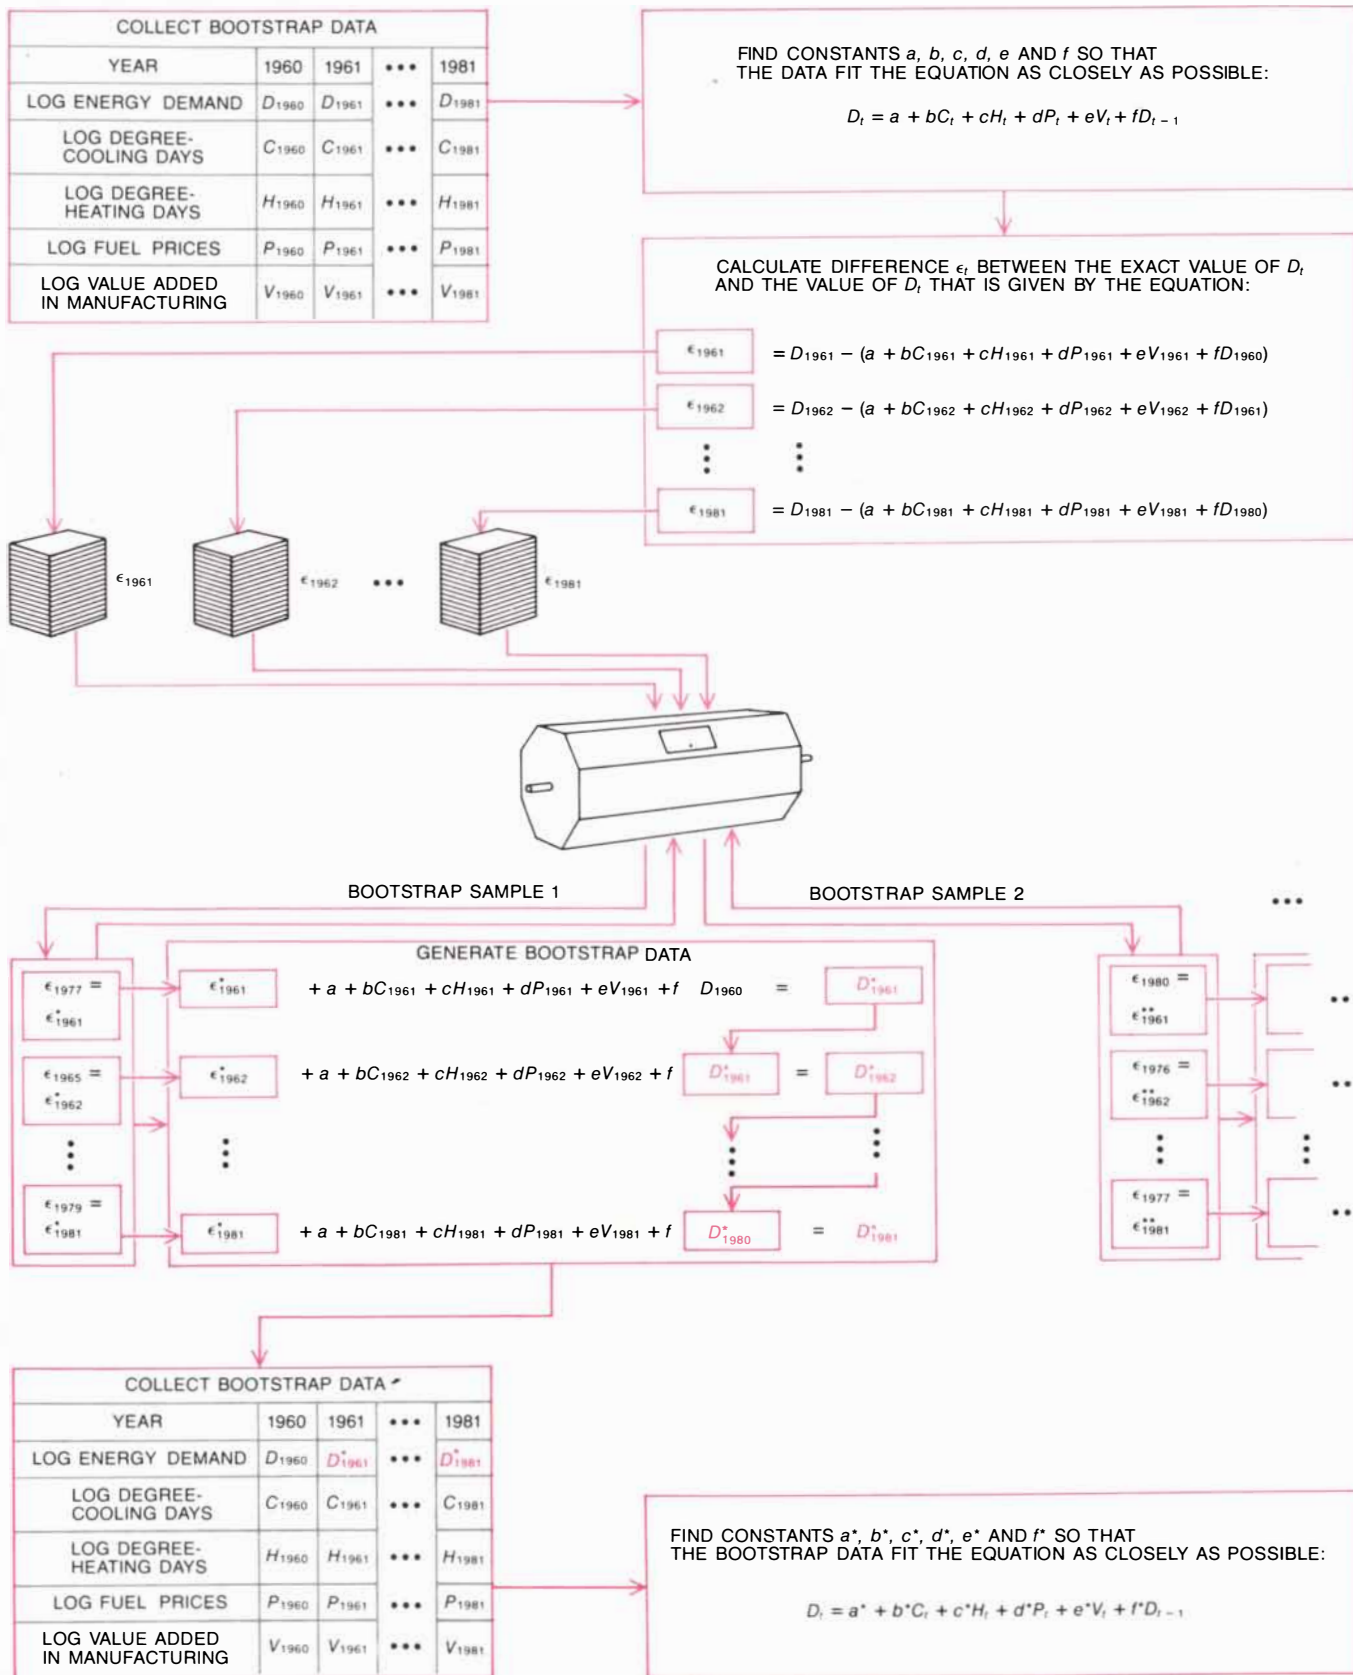 COLLECT BOOTSTRAP DATA
YEAR 1960 1961 ••• 1981
LOG ENERGY DEMAND D₁₉₆₀ D₁₉₆₁ ••• D₁₉₈₁
LOG DEGREE-
COOLING DAYS C₁₉₆₀ C₁₉₆₁ ••• C₁₉₈₁
LOG DEGREE-
HEATING DAYS H₁₉₆₀ H₁₉₆₁ ••• H₁₉₈₁
LOG FUEL PRICES P₁₉₆₀ P₁₉₆₁ ••• P₁₉₈₁
LOG VALUE ADDED
IN MANUFACTURING V₁₉₆₀ V₁₉₆₁ ••• V₁₉₈₁
FIND CONSTANTS a, b, c, d, e AND f SO THAT
THE DATA FIT THE EQUATION AS CLOSELY AS POSSIBLE:
Dₜ = a + bCₜ + cHₜ + dPₜ + eVₜ + fDₜ₋₁
CALCULATE DIFFERENCE ϵₜ BETWEEN THE EXACT VALUE OF Dₜ
AND THE VALUE OF Dₜ THAT IS GIVEN BY THE EQUATION:
ϵ₁₉₆₁ = D₁₉₆₁ − (a + bC₁₉₆₁ + cH₁₉₆₁ + dP₁₉₆₁ + eV₁₉₆₁ + fD₁₉₆₀)
ϵ₁₉₆₂ = D₁₉₆₂ − (a + bC₁₉₆₂ + cH₁₉₆₂ + dP₁₉₆₂ + eV₁₉₆₂ + fD₁₉₆₁)
ϵ₁₉₈₁ = D₁₉₈₁ − (a + bC₁₉₈₁ + cH₁₉₈₁ + dP₁₉₈₁ + eV₁₉₈₁ + fD₁₉₈₀)
ϵ₁₉₆₁ ϵ₁₉₆₂ ••• ϵ₁₉₈₁
BOOTSTRAP SAMPLE 1
BOOTSTRAP SAMPLE 2 •••
ϵ₁₉₇₇ =
ϵ*₁₉₆₁
ϵ₁₉₆₅ =
ϵ*₁₉₆₂
ϵ₁₉₇₉ =
ϵ*₁₉₈₁
GENERATE BOOTSTRAP DATA
ϵ*₁₉₆₁ + a + bC₁₉₆₁ + cH₁₉₆₁ + dP₁₉₆₁ + eV₁₉₆₁ + f D₁₉₆₀ = D*₁₉₆₁
ϵ*₁₉₆₂ + a + bC₁₉₆₂ + cH₁₉₆₂ + dP₁₉₆₂ + eV₁₉₆₂ + f D*₁₉₆₁ = D*₁₉₆₂
ϵ*₁₉₈₁ + a + bC₁₉₈₁ + cH₁₉₈₁ + dP₁₉₈₁ + eV₁₉₈₁ + f D*₁₉₈₀ = D*₁₉₈₁
ϵ₁₉₈₀ =
ϵ**₁₉₆₁
ϵ₁₉₇₆ =
ϵ**₁₉₆₂
ϵ₁₉₇₇ =
ϵ**₁₉₈₁
COLLECT BOOTSTRAP DATA
YEAR 1960 1961 ••• 1981
LOG ENERGY DEMAND D₁₉₆₀ D*₁₉₆₁ ••• D*₁₉₈₁
LOG DEGREE-
COOLING DAYS C₁₉₆₀ C₁₉₆₁ ••• C₁₉₈₁
LOG DEGREE-
HEATING DAYS H₁₉₆₀ H₁₉₆₁ ••• H₁₉₈₁
LOG FUEL PRICES P₁₉₆₀ P₁₉₆₁ ••• P₁₉₈₁
LOG VALUE ADDED
IN MANUFACTURING V₁₉₆₀ V₁₉₆₁ ••• V₁₉₈₁
FIND CONSTANTS a*, b*, c*, d*, e* AND f* SO THAT
THE BOOTSTRAP DATA FIT THE EQUATION AS CLOSELY AS POSSIBLE:
Dₜ = a* + b*Cₜ + c*Hₜ + d*Pₜ + e*Vₜ + f*Dₜ₋₁